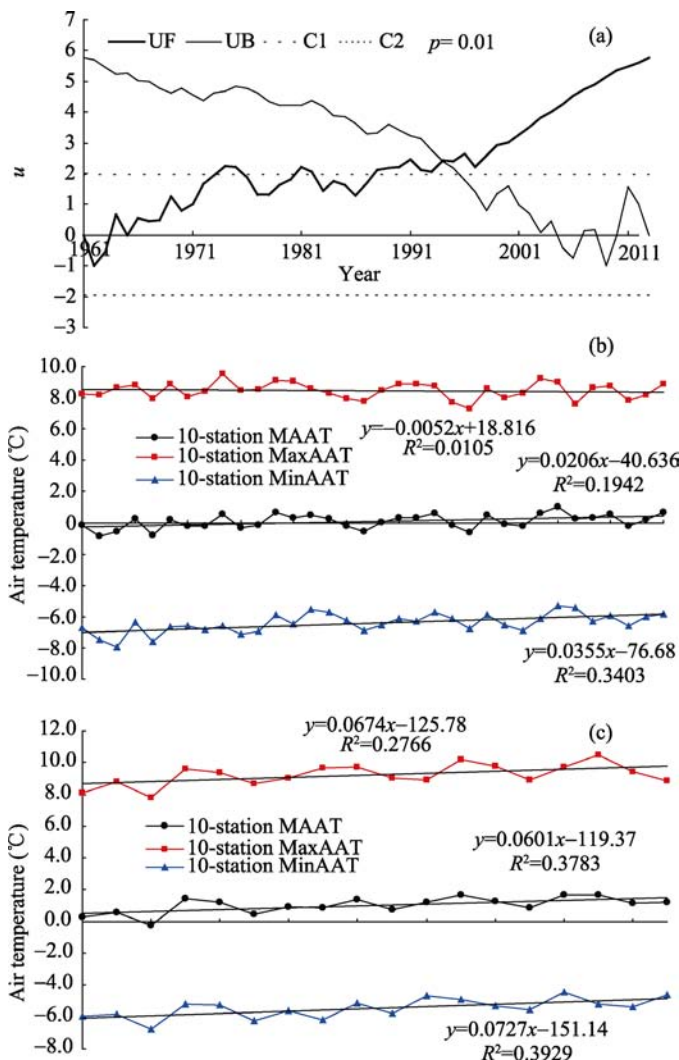 7
UF UB C1 C2 p= 0.01 (a)
6
5
4
3
u
2
1
0
1961 1971 1981 1991 2001 2011
Year
−1
−2
−3
10.0 (b)
8.0
6.0
y=−0.0052x+18.816
R²=0.0105
10-station MAAT
10-station MaxAAT
10-station MinAAT
4.0
2.0
y=0.0206x−40.636
R²=0.1942
0
Air temperature (℃)
−2.0
−4.0
−6.0
−8.0
−10.0
y=0.0355x−76.68
R²=0.3403
12.0 (c)
y=0.0674x−125.78
R²=0.2766
10.0
8.0
6.0
10-station MAAT
10-station MaxAAT
10-station MinAAT
4.0
y=0.0601x−119.37
R²=0.3783
2.0
0.0
Air temperature (℃)
−2.0
−4.0
−6.0
−8.0
y=0.0727x−151.14
R²=0.3929